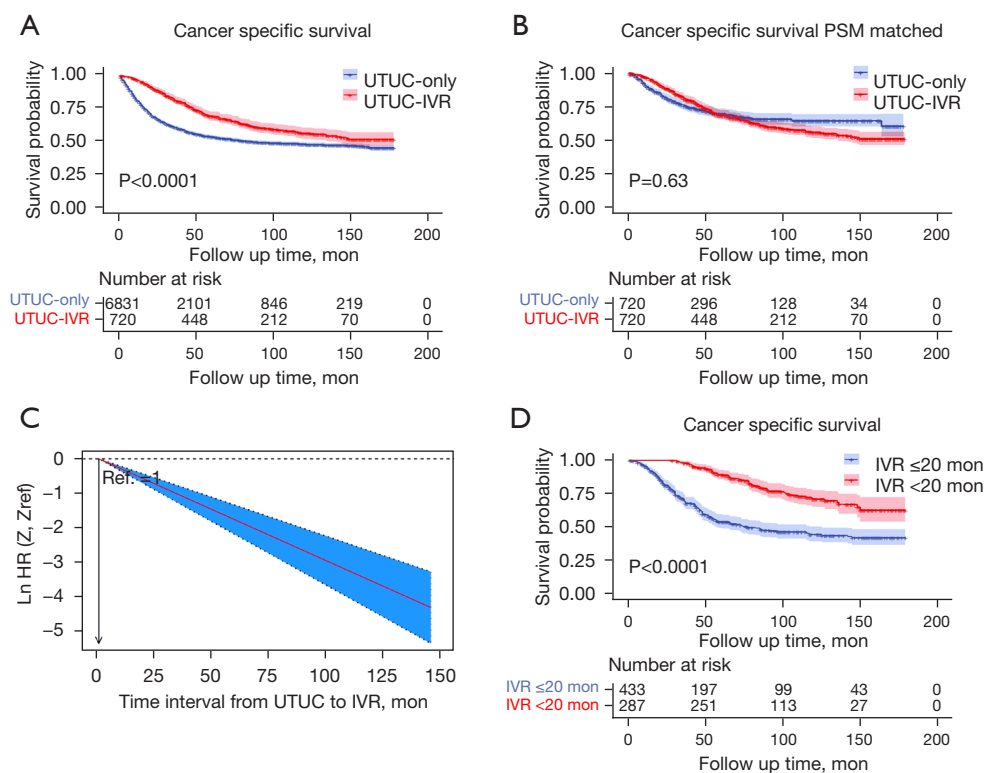 A
Cancer specific survival
Survival probability
1.00
0.75
0.50
0.25
0.00
UTUC-only
UTUC-IVR
P<0.0001
0 50 100 150 200
Follow up time, mon
Number at risk
UTUC-only 6831 2101 846 219 0
UTUC-IVR 720 448 212 70 0
0 50 100 150 200
Follow up time, mon
B
Cancer specific survival PSM matched
Survival probability
1.00
0.75
0.50
0.25
0.00
UTUC-only
UTUC-IVR
P=0.63
0 50 100 150 200
Follow up time, mon
Number at risk
UTUC-only 720 296 128 34 0
UTUC-IVR 720 448 212 70 0
0 50 100 150 200
Follow up time, mon
C
Ln HR (Z, Zref)
0
−1
−2
−3
−4
−5
Ref. =1
0 25 50 75 100 125 150
Time interval from UTUC to IVR, mon
D
Cancer specific survival
Survival probability
1.00
0.75
0.50
0.25
0.00
IVR ≤20 mon
IVR <20 mon
P<0.0001
0 50 100 150 200
Follow up time, mon
Number at risk
IVR ≤20 mon 433 197 99 43 0
IVR <20 mon 287 251 113 27 0
0 50 100 150 200
Follow up time, mon